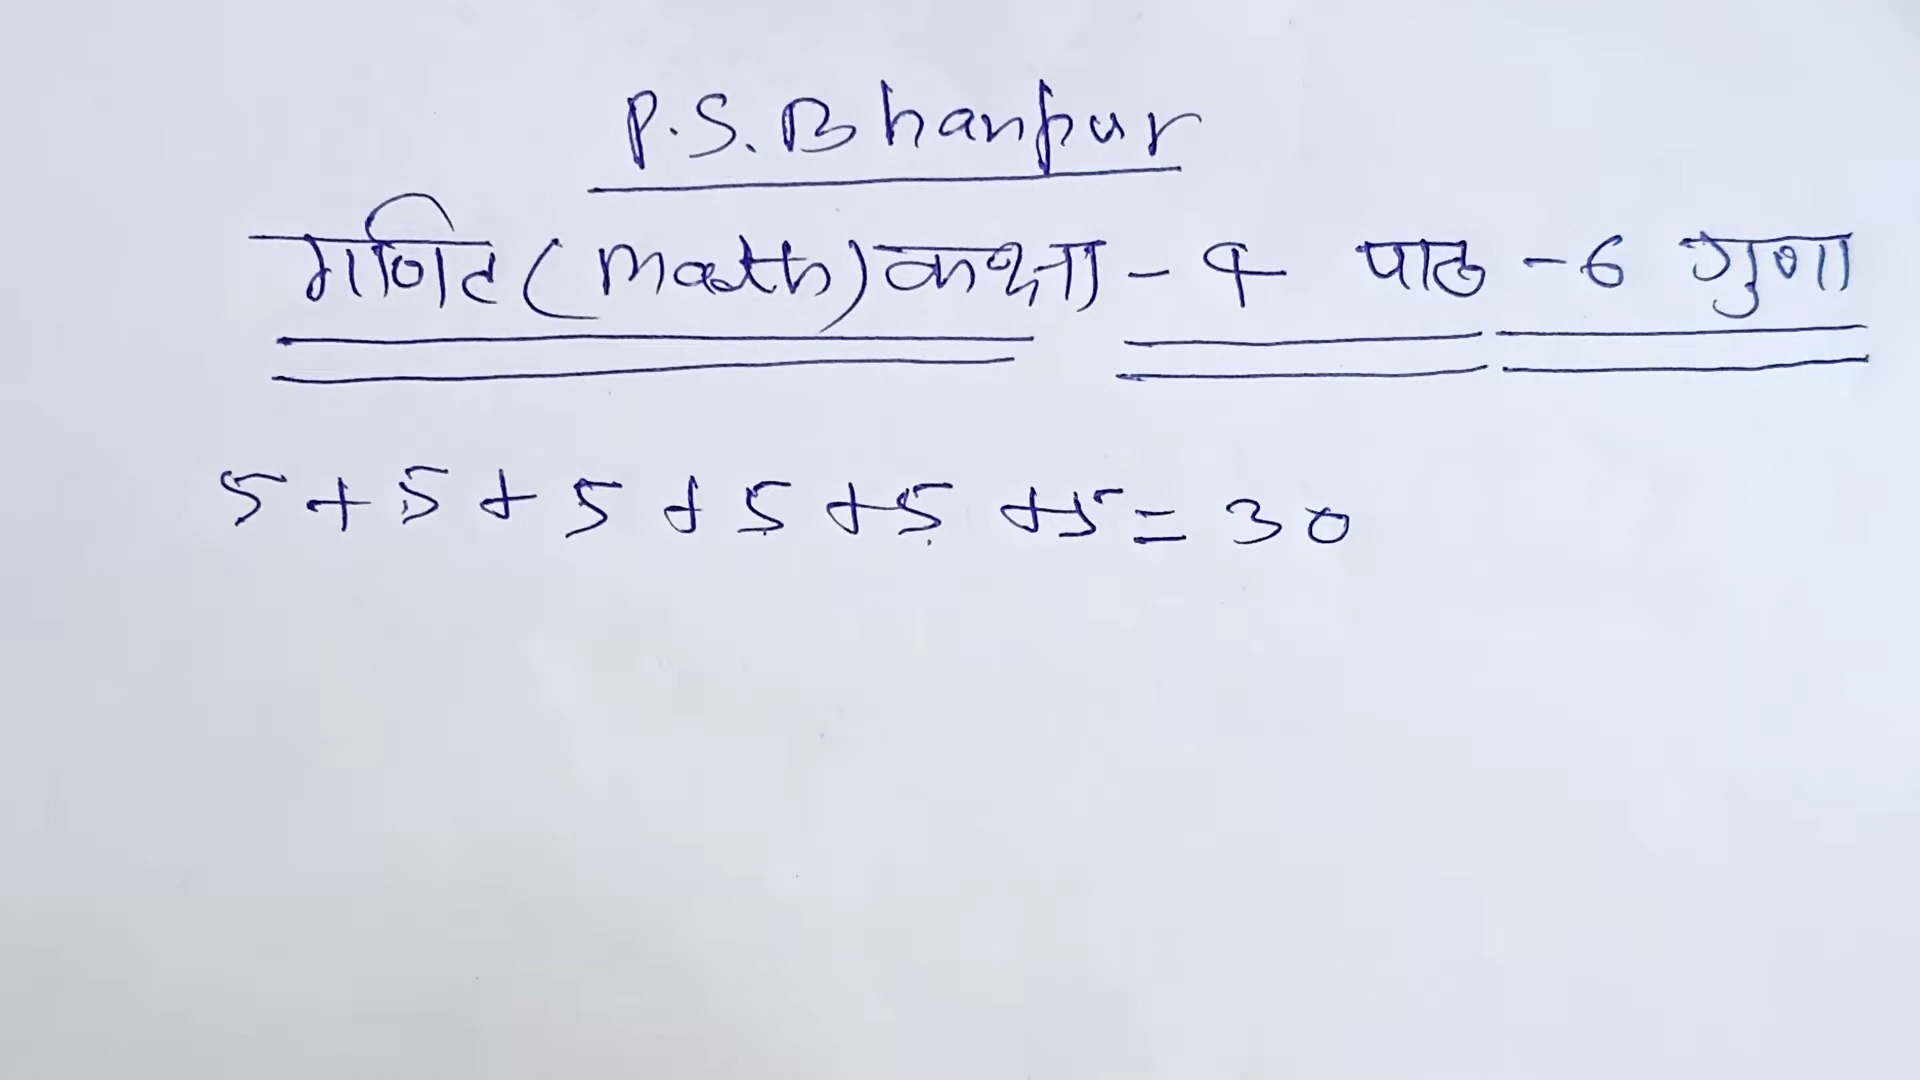 P.S. Bhanpur
गणित (math) कक्षा - 4 पाठ - 6 गुणा
5 + 5 + 5 + 5 + 5 + 5 = 30